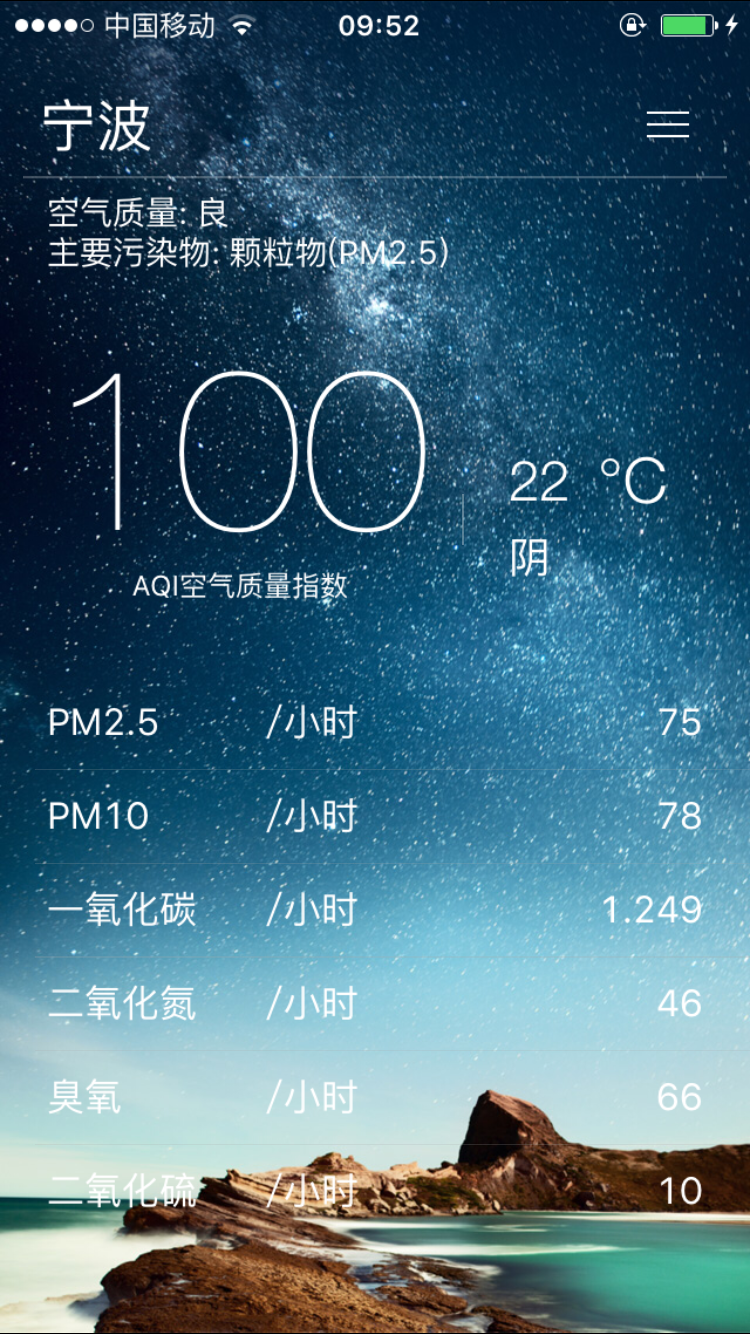 中国移动 09:52
宁波
空气质量: 良
主要污染物: 颗粒物(PM2.5)
100
22 ℃
阴
AQI空气质量指数
PM2.5 /小时 75
PM10 /小时 78
一氧化碳 /小时 1.249
二氧化氮 /小时 46
臭氧 /小时 66
二氧化硫 /小时 10